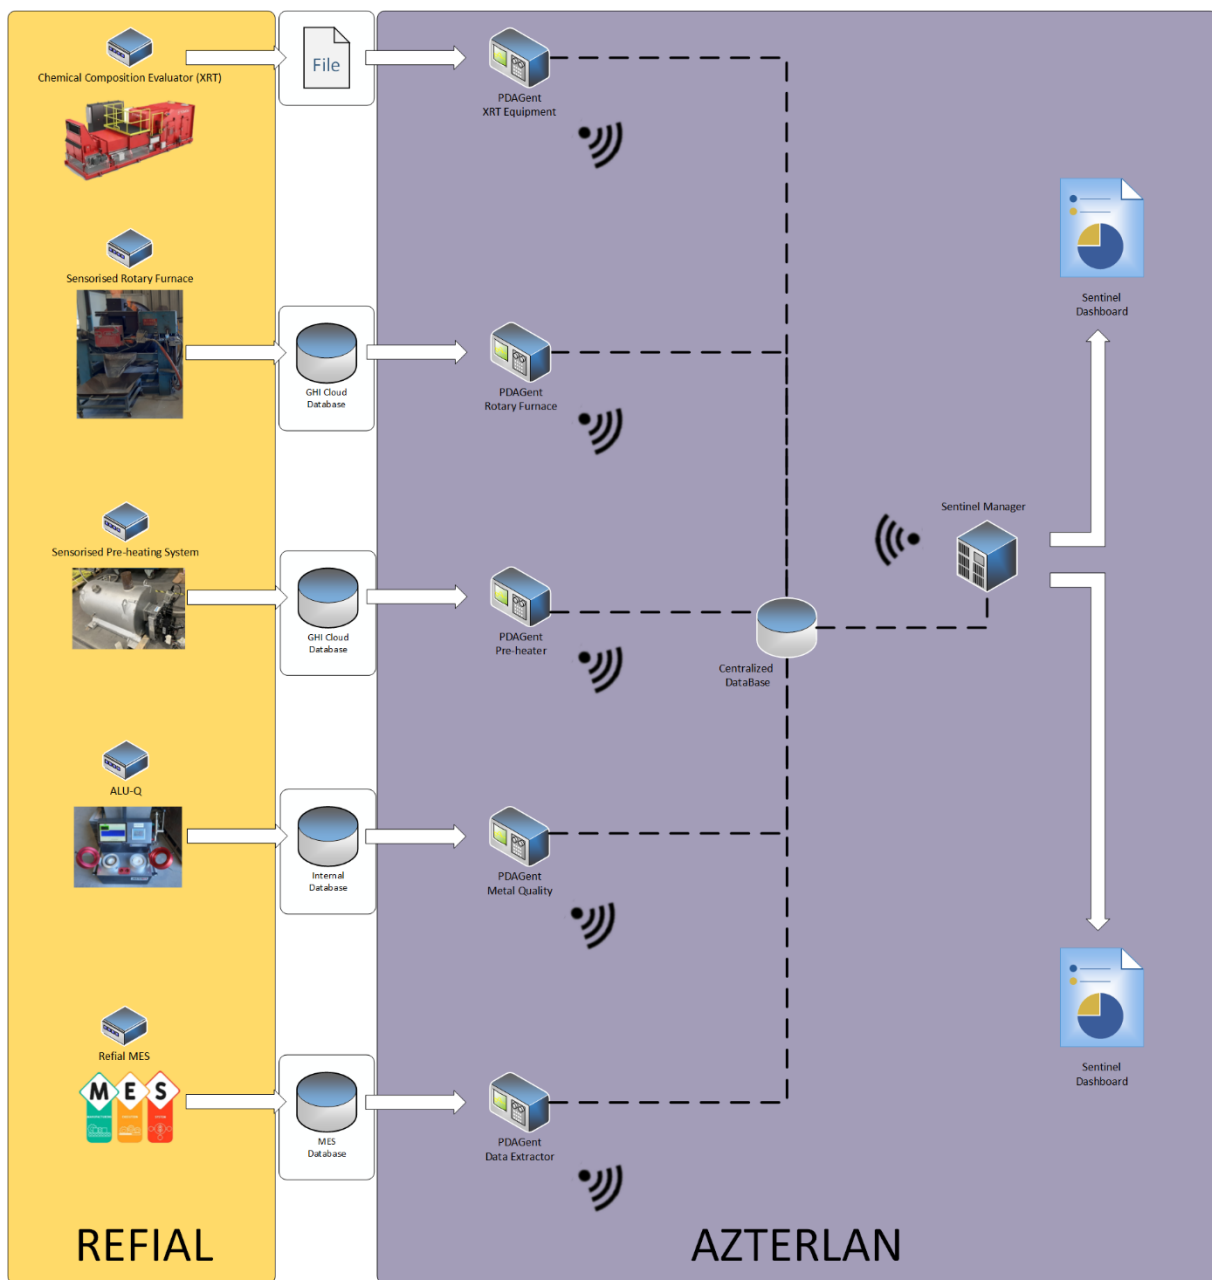 Chemical Composition Evaluator (XRT)
File
PDAGent
XRT Equipment
Sensorised Rotary Furnace
GHI Cloud
Database
PDAGent
Rotary Furnace
Sentinel
Dashboard
Sensorised Pre-heating System
GHI Cloud
Database
PDAGent
Pre-heater
Sentinel Manager
Centralized
DataBase
ALU-Q
Internal
Database
PDAGent
Metal Quality
Refial MES
M E S
MES
Database
PDAGent
Data Extractor
Sentinel
Dashboard
REFIAL
AZTERLAN